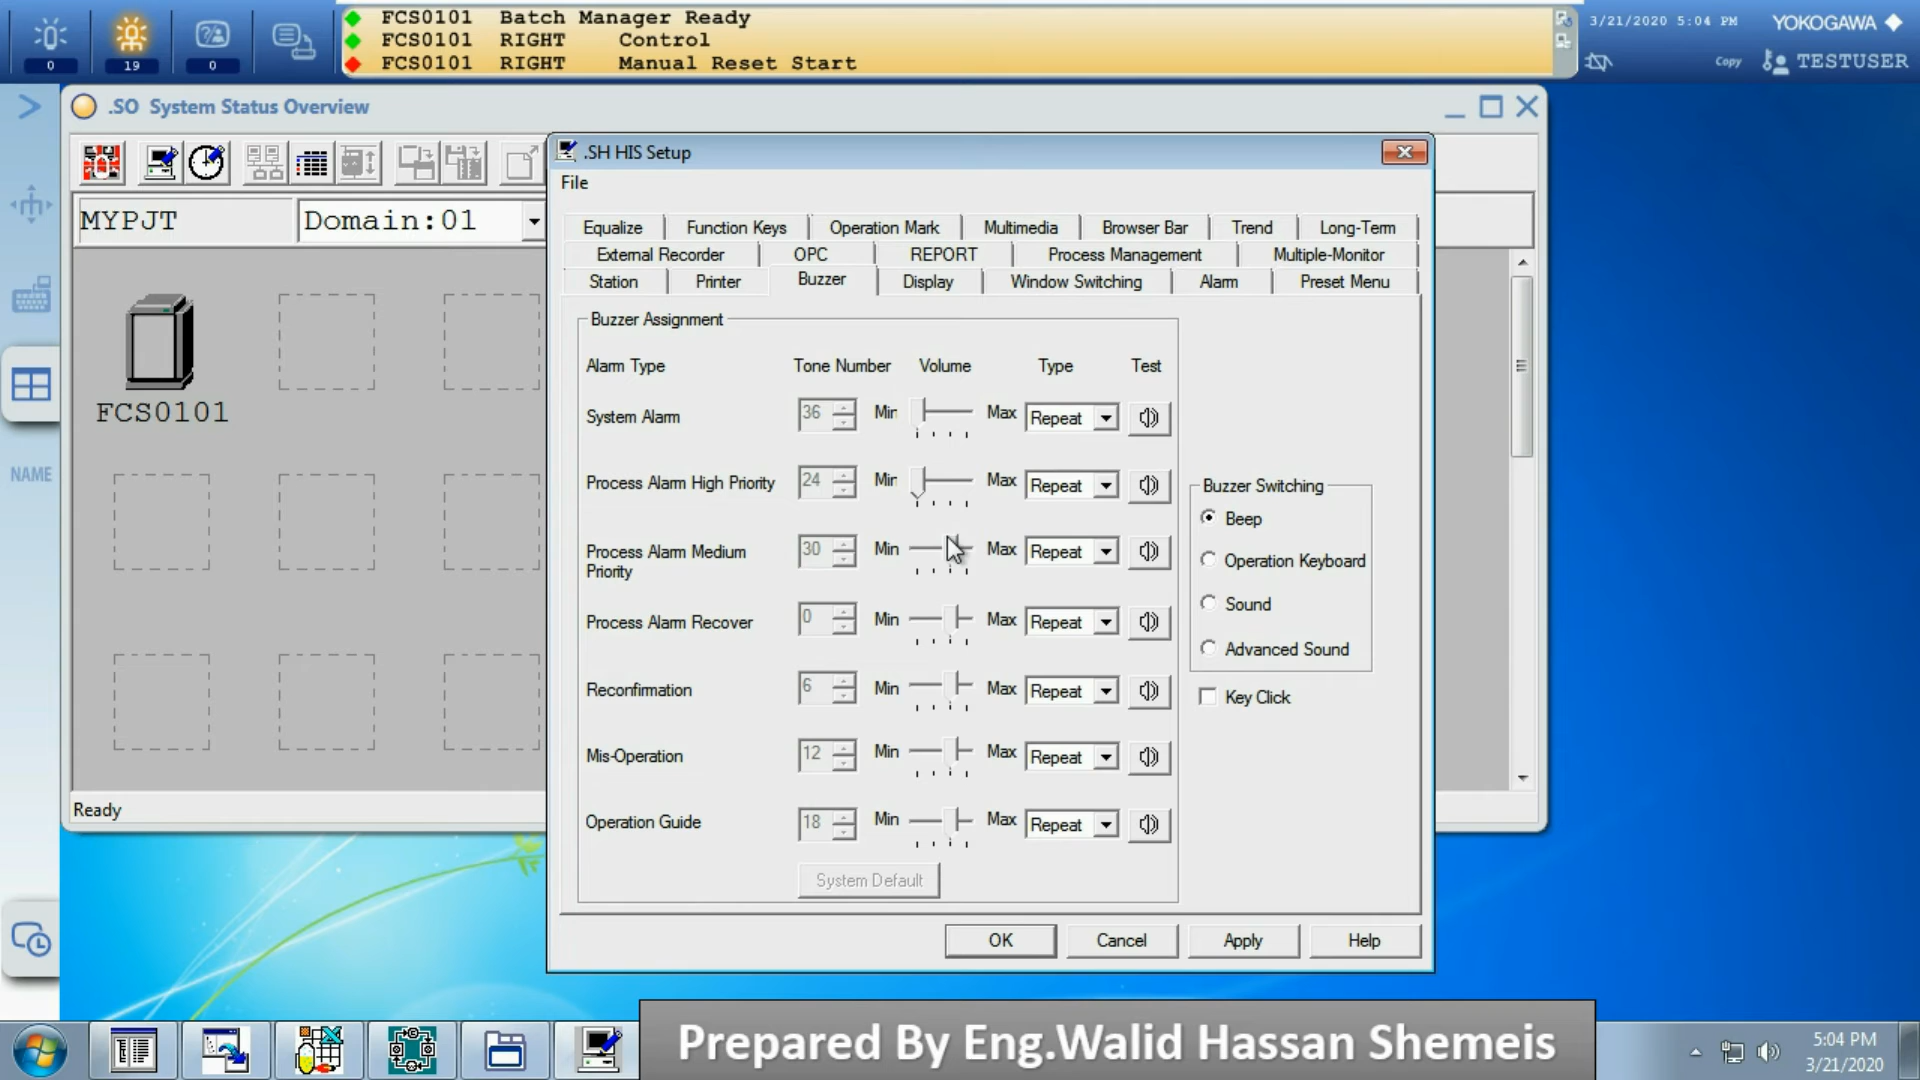 FCS0101 Batch Manager Ready
FCS0101 RIGHT Control
FCS0101 RIGHT Manual Reset Start
0
19
0
3/21/2020 5:04 PM
YOKOGAWA
Copy
TESTUSER
.SO System Status Overview
MYPJT
Domain:01
FCS0101
NAME
Ready
.SH HIS Setup
File
Equalize
Function Keys
Operation Mark
Multimedia
Browser Bar
Trend
Long-Term
External Recorder
OPC
REPORT
Process Management
Multiple-Monitor
Station
Printer
Buzzer
Display
Window Switching
Alarm
Preset Menu
Buzzer Assignment
Alarm Type Tone Number Volume Type Test
System Alarm 36 Min Max Repeat
Process Alarm High Priority 24 Min Max Repeat
Process Alarm Medium 30 Min Max Repeat
Priority
Process Alarm Recover 0 Min Max Repeat
Reconfirmation 6 Min Max Repeat
Mis-Operation 12 Min Max Repeat
Operation Guide 18 Min Max Repeat
System Default
Buzzer Switching
Beep
Operation Keyboard
Sound
Advanced Sound
Key Click
OK
Cancel
Apply
Help
Prepared By Eng.Walid Hassan Shemeis
5:04 PM
3/21/2020